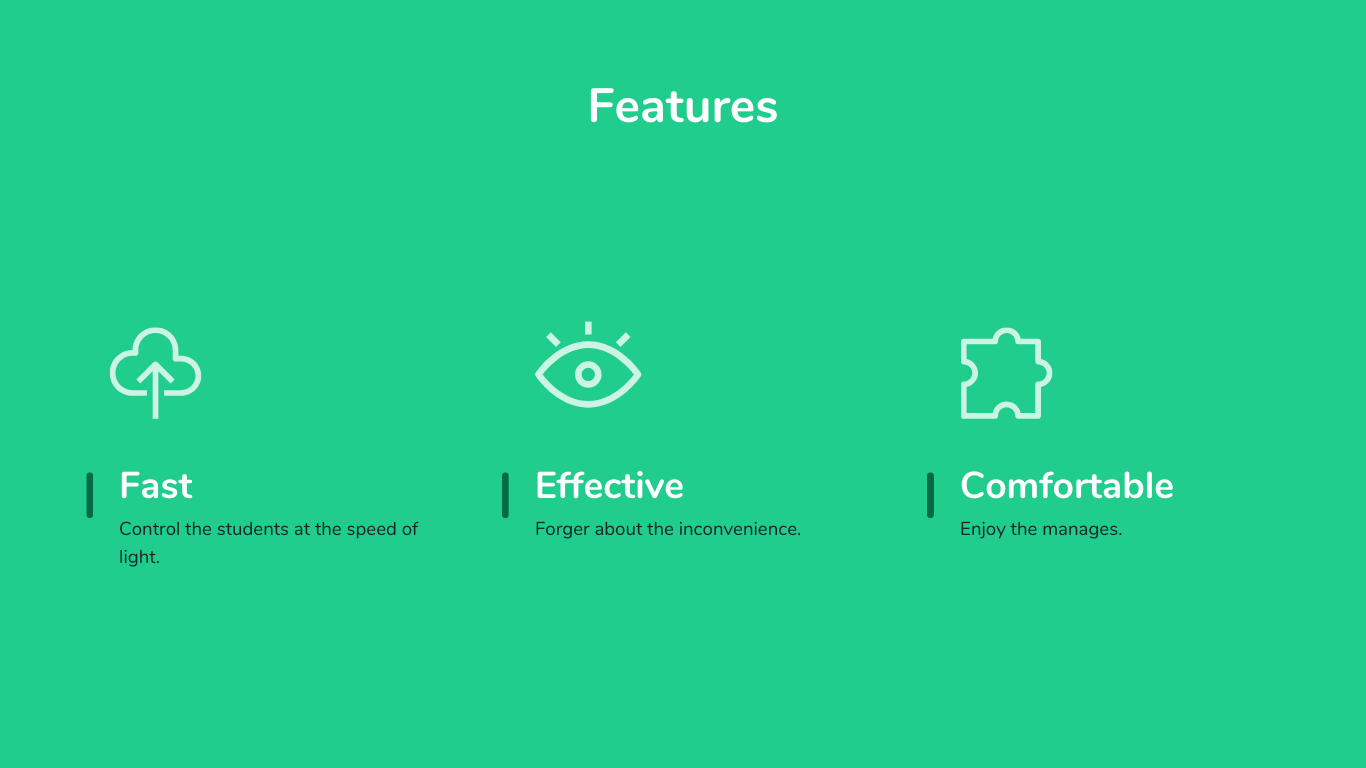 Features
Fast
Control the students at the speed of
light.
Effective
Forger about the inconvenience.
Comfortable
Enjoy the manages.